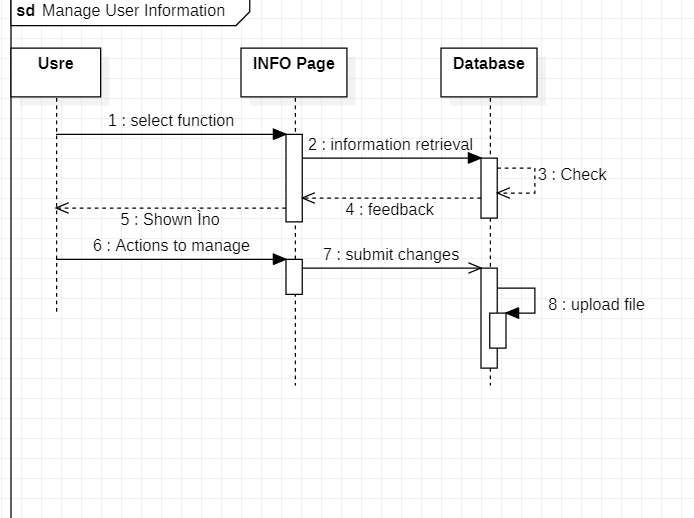 sd Manage User Information
Usre
INFO Page
Database
1 : select function
2 : information retrieval
3 : Check
4 : feedback
5 : Shown Ìno
6 : Actions to manage
7 : submit changes
8 : upload file